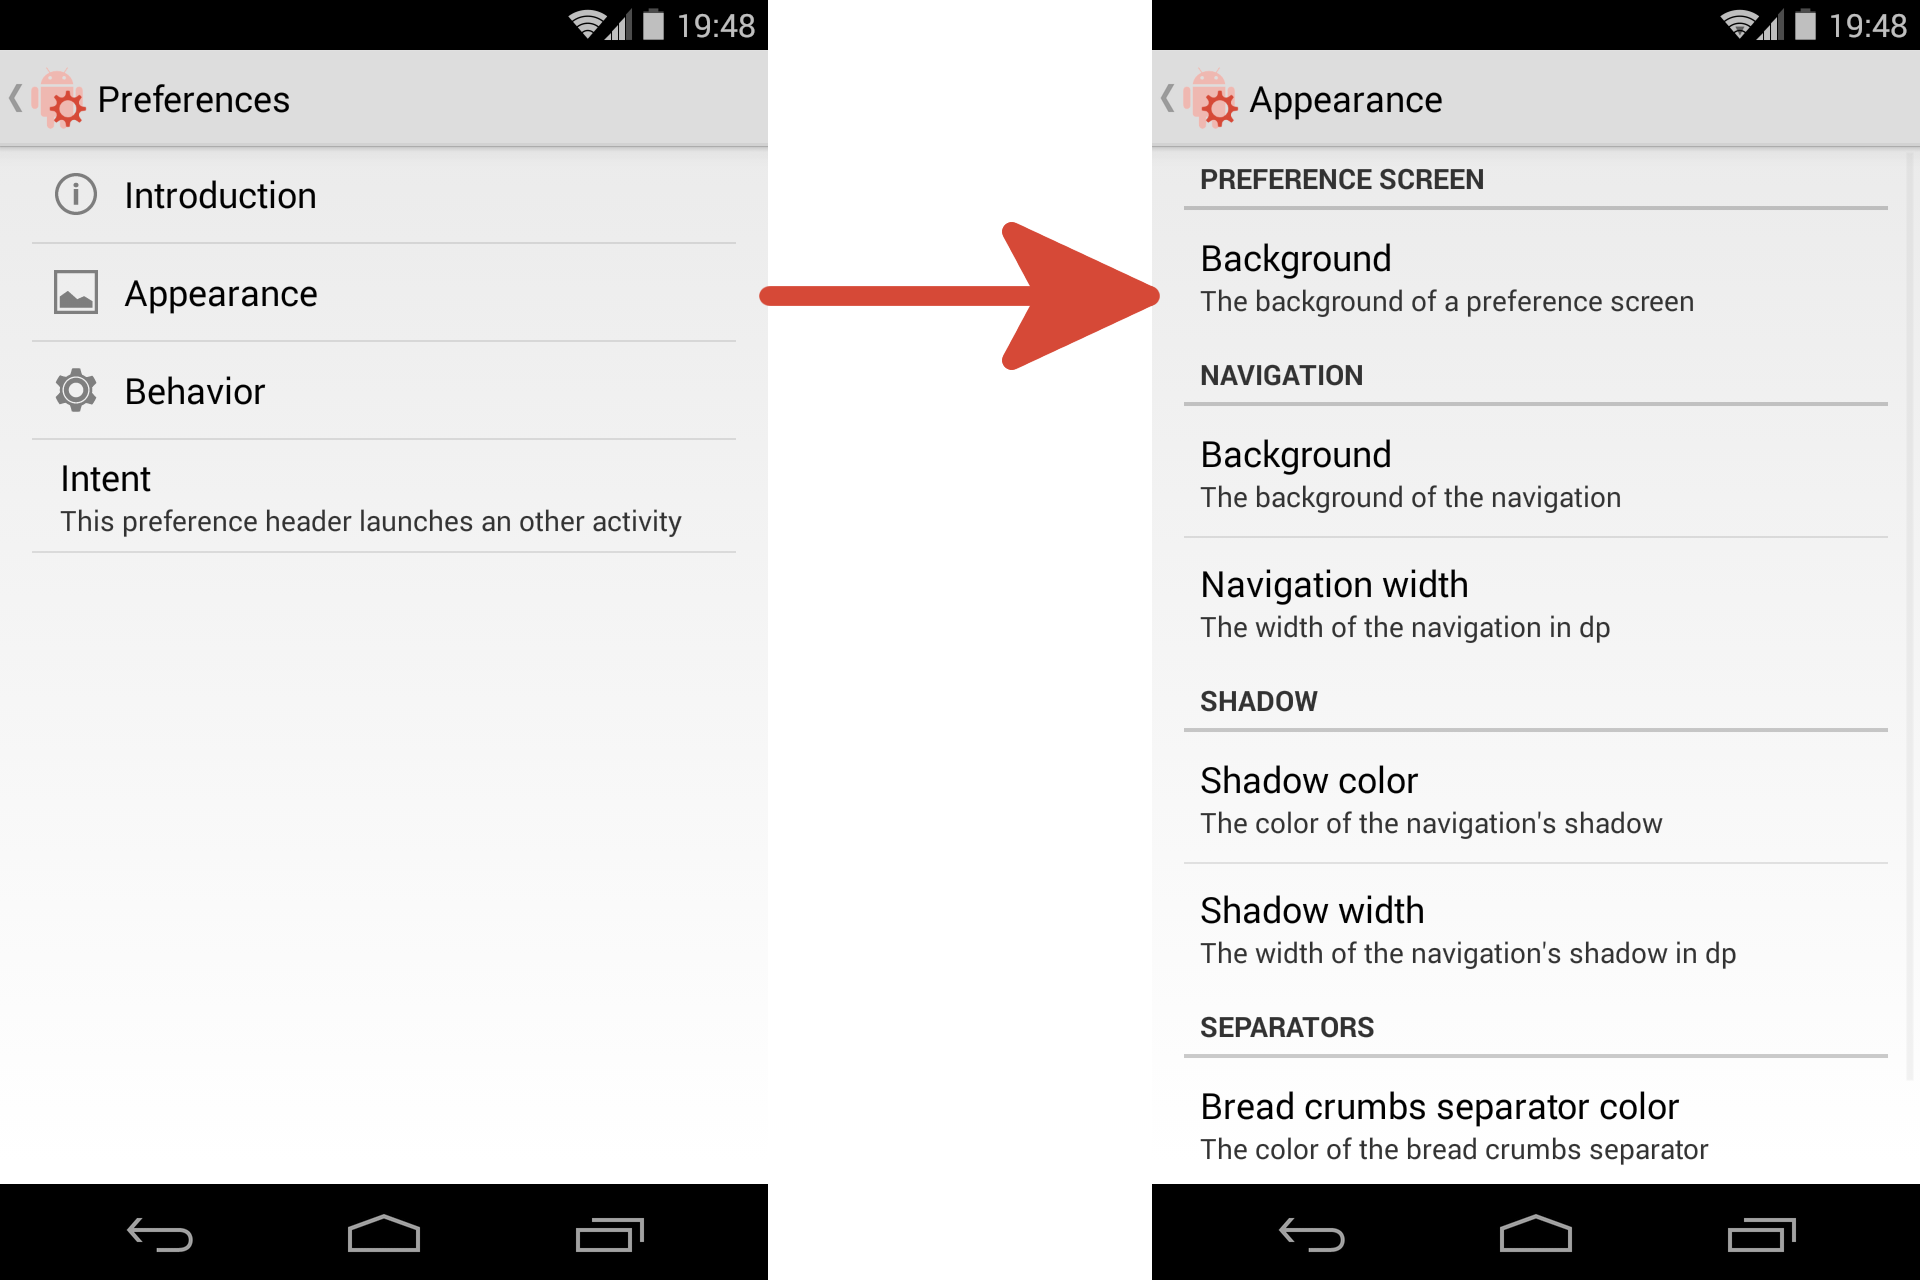 19:48
Preferences
Introduction
Appearance
Behavior
Intent
This preference header launches an other activity
19:48
Appearance
PREFERENCE SCREEN
Background
The background of a preference screen
NAVIGATION
Background
The background of the navigation
Navigation width
The width of the navigation in dp
SHADOW
Shadow color
The color of the navigation's shadow
Shadow width
The width of the navigation's shadow in dp
SEPARATORS
Bread crumbs separator color
The color of the bread crumbs separator